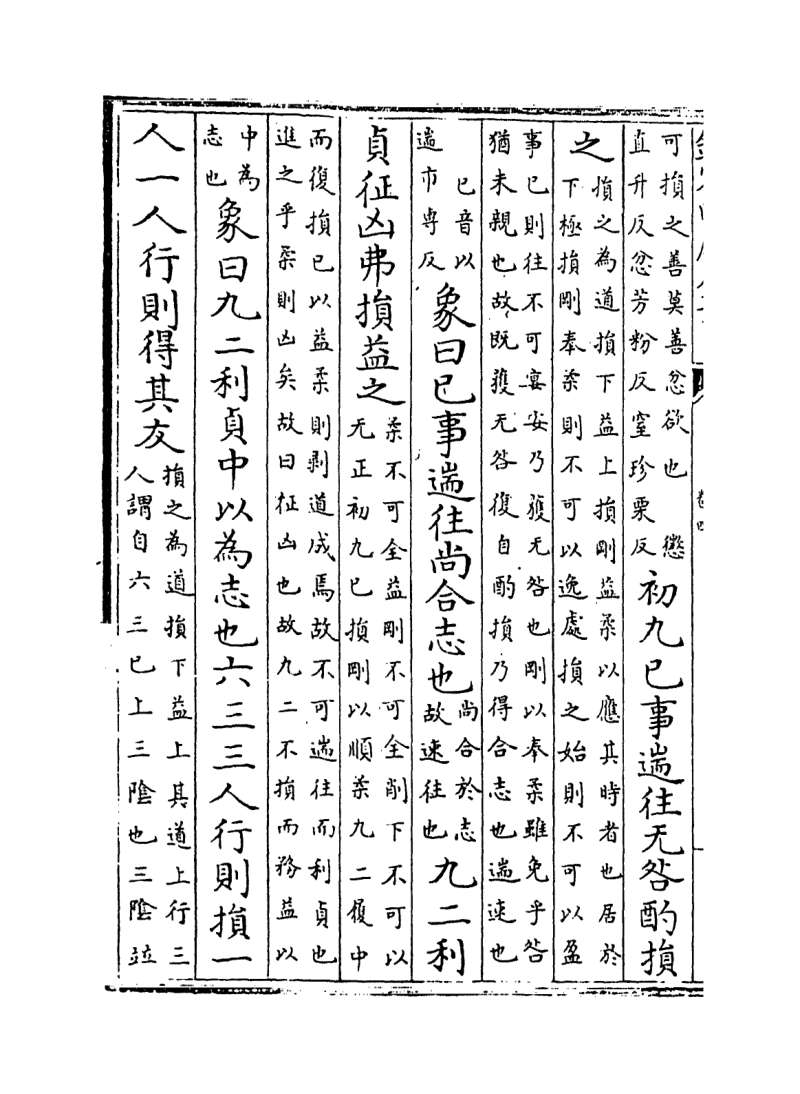 可損之善莫善忿欲也　懲
直升反忿芳粉反窒珍栗反
初九已事遄往无咎酌損
之
損之為道損下益上損剛益柔以應其時者也居於
下極損剛奉柔則不可以逸處損之始則不可以盈
事已則往不可宴安乃獲无咎也剛以奉柔雖免乎咎
猶未親也故既獲无咎復自酌損乃得合志也遄速也
已音以
遄市専反
象曰已事遄往尚合志也
尚合於志
故速往也
九二利
貞征凶弗損益之
柔不可全益剛不可全削下不可以
无正初九已損剛以順柔九二履中
而復損已以益柔則剥道成焉故不可遄往而利貞也
進之乎柔則凶矣故曰征凶也故九二不損而務益以
中為
志也
象曰九二利貞中以為志也六三三人行則損一
人一人行則得其友
損之為道損下益上其道上行三
人謂自六三已上三陰也三陰竝
卷四